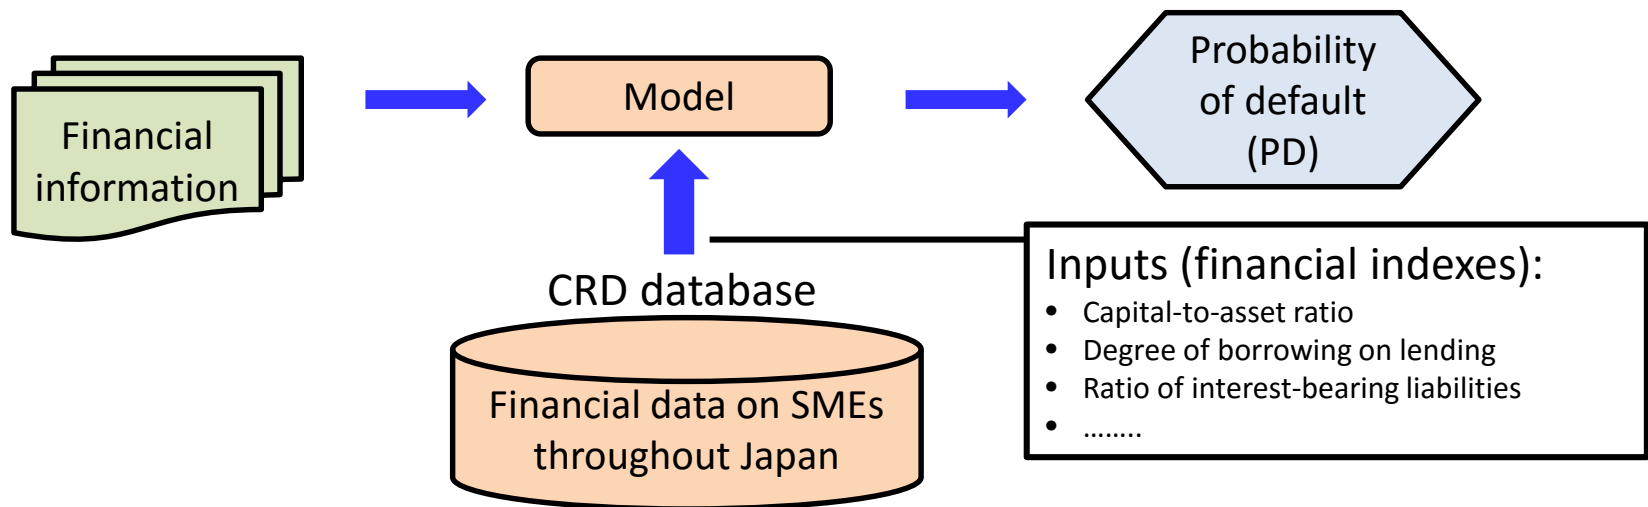 Financial
information
Model
Probability
of default
(PD)
CRD database
Financial data on SMEs
throughout Japan
Inputs (financial indexes):
• Capital-to-asset ratio
• Degree of borrowing on lending
• Ratio of interest-bearing liabilities
• ........